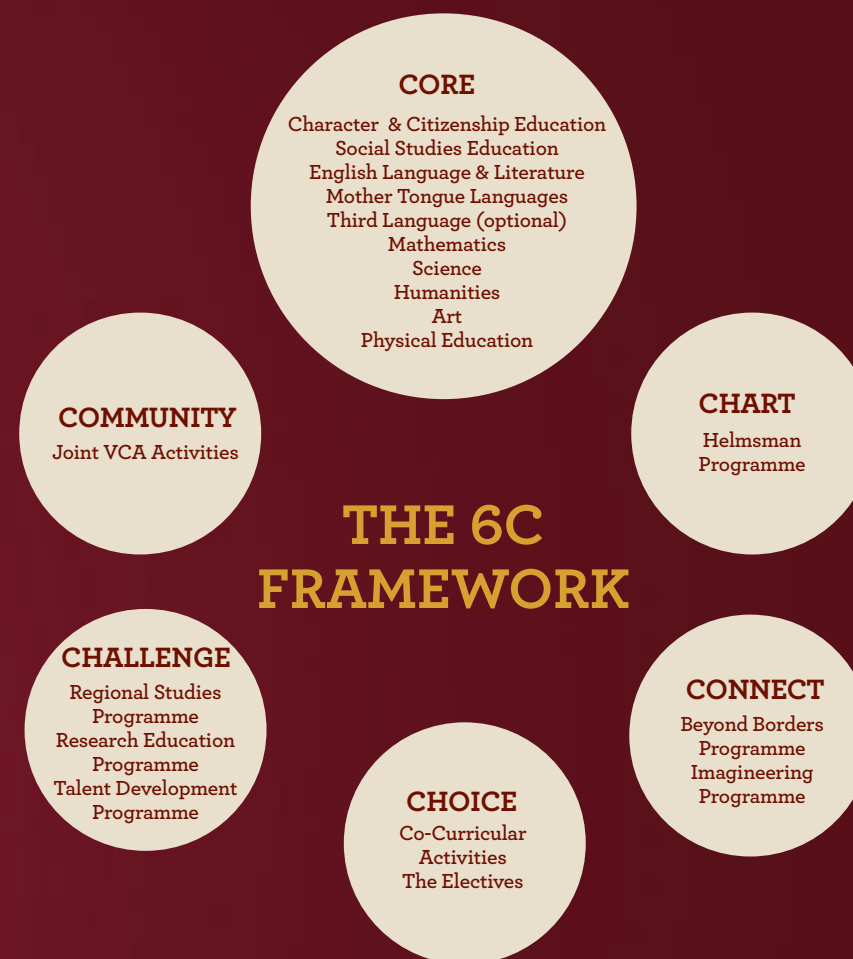 CORE
Character & Citizenship Education
Social Studies Education
English Language & Literature
Mother Tongue Languages
Third Language (optional)
Mathematics
Science
Humanities
Art
Physical Education
COMMUNITY
Joint VCA Activities
CHART
Helmsman
Programme
THE 6C
FRAMEWORK
CHALLENGE
Regional Studies
Programme
Research Education
Programme
Talent Development
Programme
CONNECT
Beyond Borders
Programme
Imagineering
Programme
CHOICE
Co-Curricular
Activities
The Electives